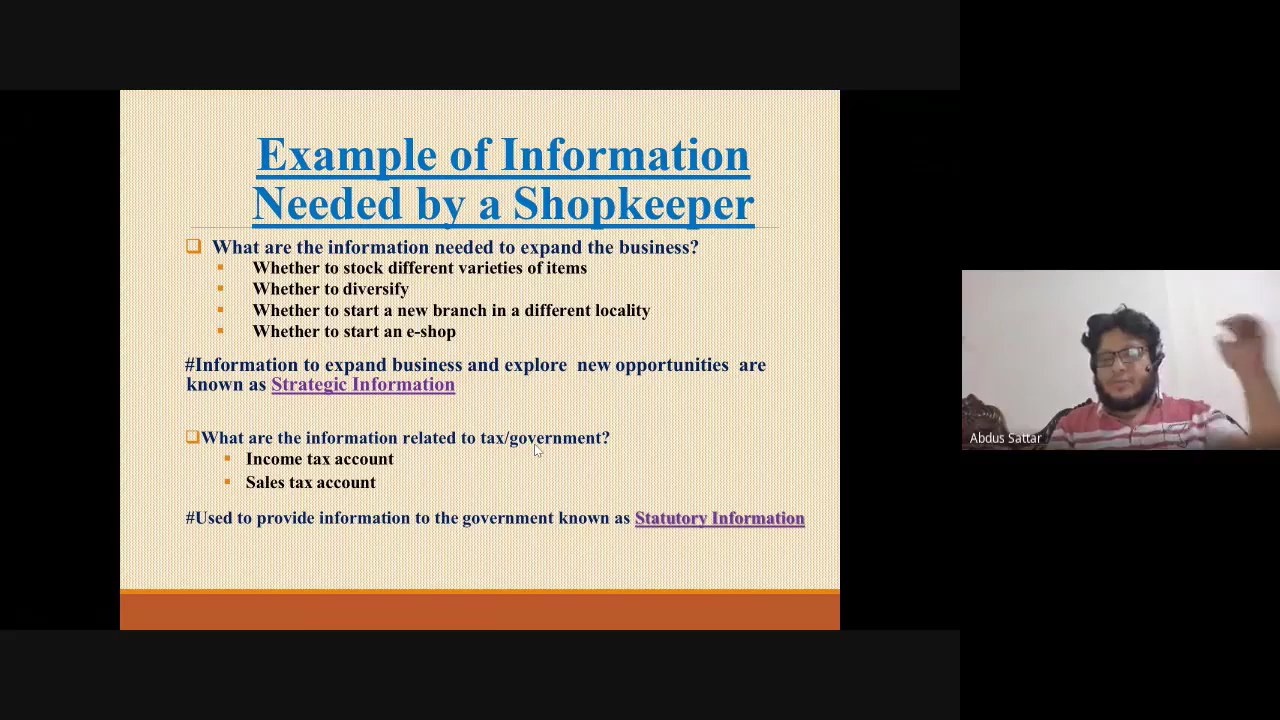 Example of Information
Needed by a Shopkeeper
What are the information needed to expand the business?
Whether to stock different varieties of items
Whether to diversify
Whether to start a new branch in a different locality
Whether to start an e-shop
#Information to expand business and explore new opportunities are
known as Strategic Information
What are the information related to tax/government?
Income tax account
Sales tax account
#Used to provide information to the government known as Statutory Information
Abdus Sattar